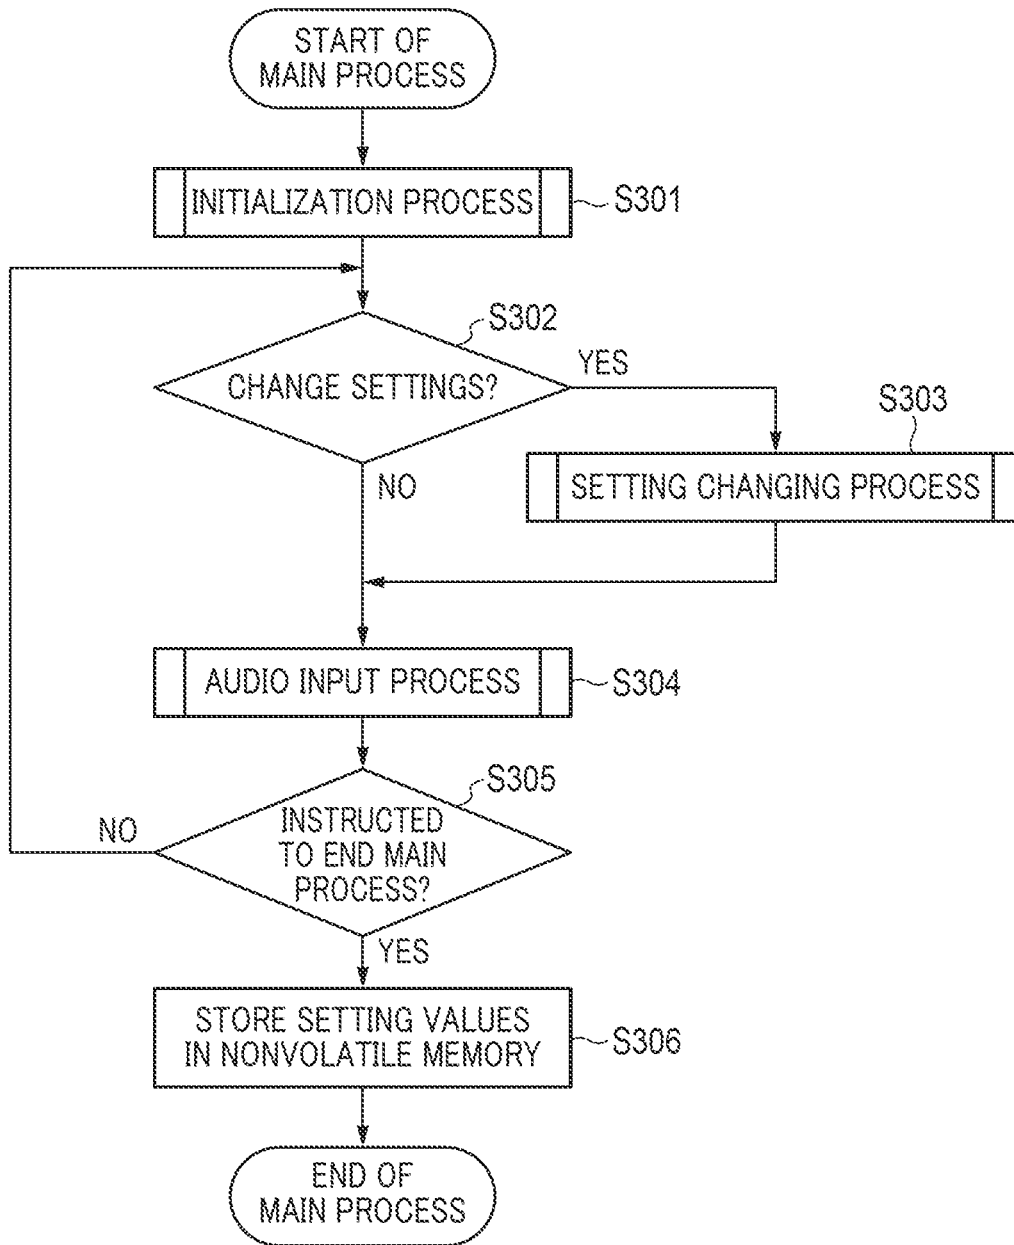 START OF
MAIN PROCESS
INITIALIZATION PROCESS
S301
S302
CHANGE SETTINGS?
YES
S303
NO
SETTING CHANGING PROCESS
AUDIO INPUT PROCESS
S304
S305
NO
INSTRUCTED
TO END MAIN
PROCESS?
YES
STORE SETTING VALUES
IN NONVOLATILE MEMORY
S306
END OF
MAIN PROCESS